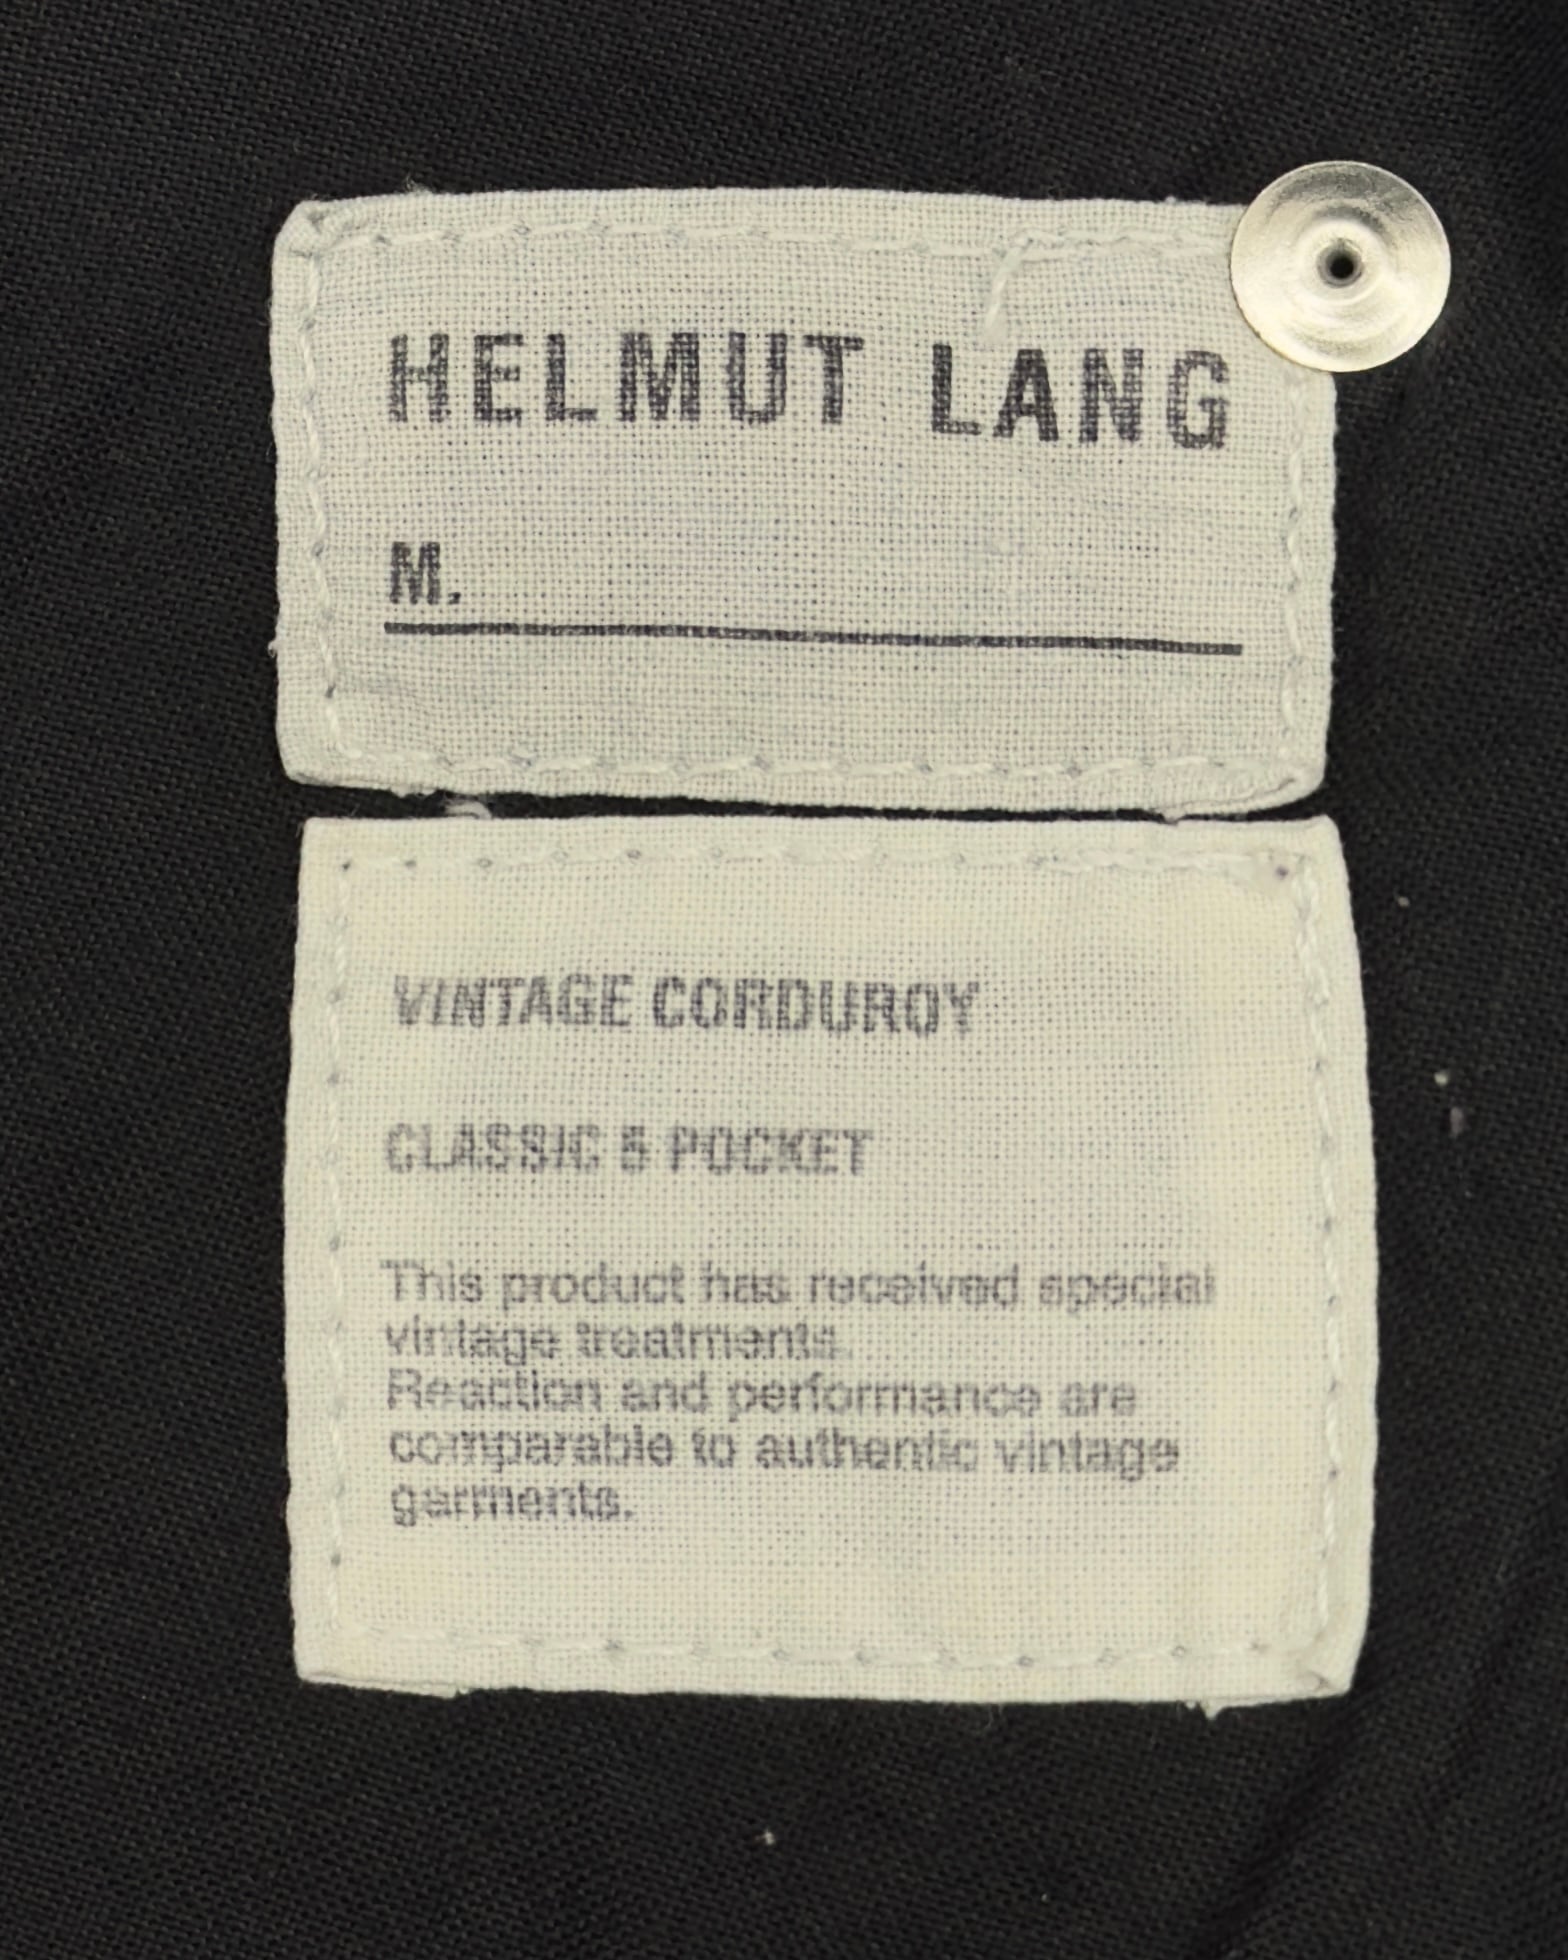 HELMUT LANG
M.
VINTAGE CORDUROY
CLASSIC 5 POCKET
This product has received special
vintage treatments.
Reaction and performance are
comparable to authentic vintage
garments.